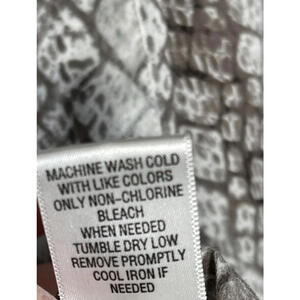 MACHINE WASH COLD
WITH LIKE COLORS
ONLY NON-CHLORINE
BLEACH
WHEN NEEDED
TUMBLE DRY LOW
REMOVE PROMPTLY
COOL IRON IF
NEEDED